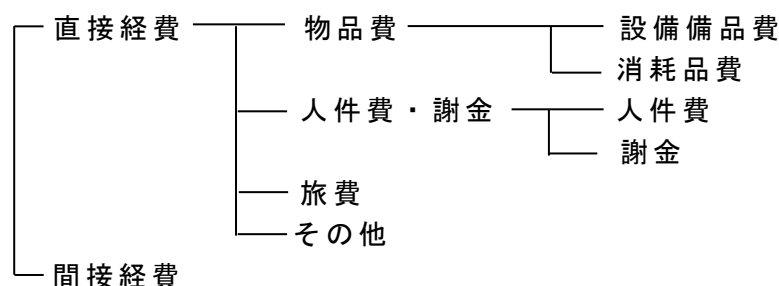 直接経費 物品費 設備備品費
消耗品費
人件費・謝金 人件費
謝金
旅費
その他
間接経費